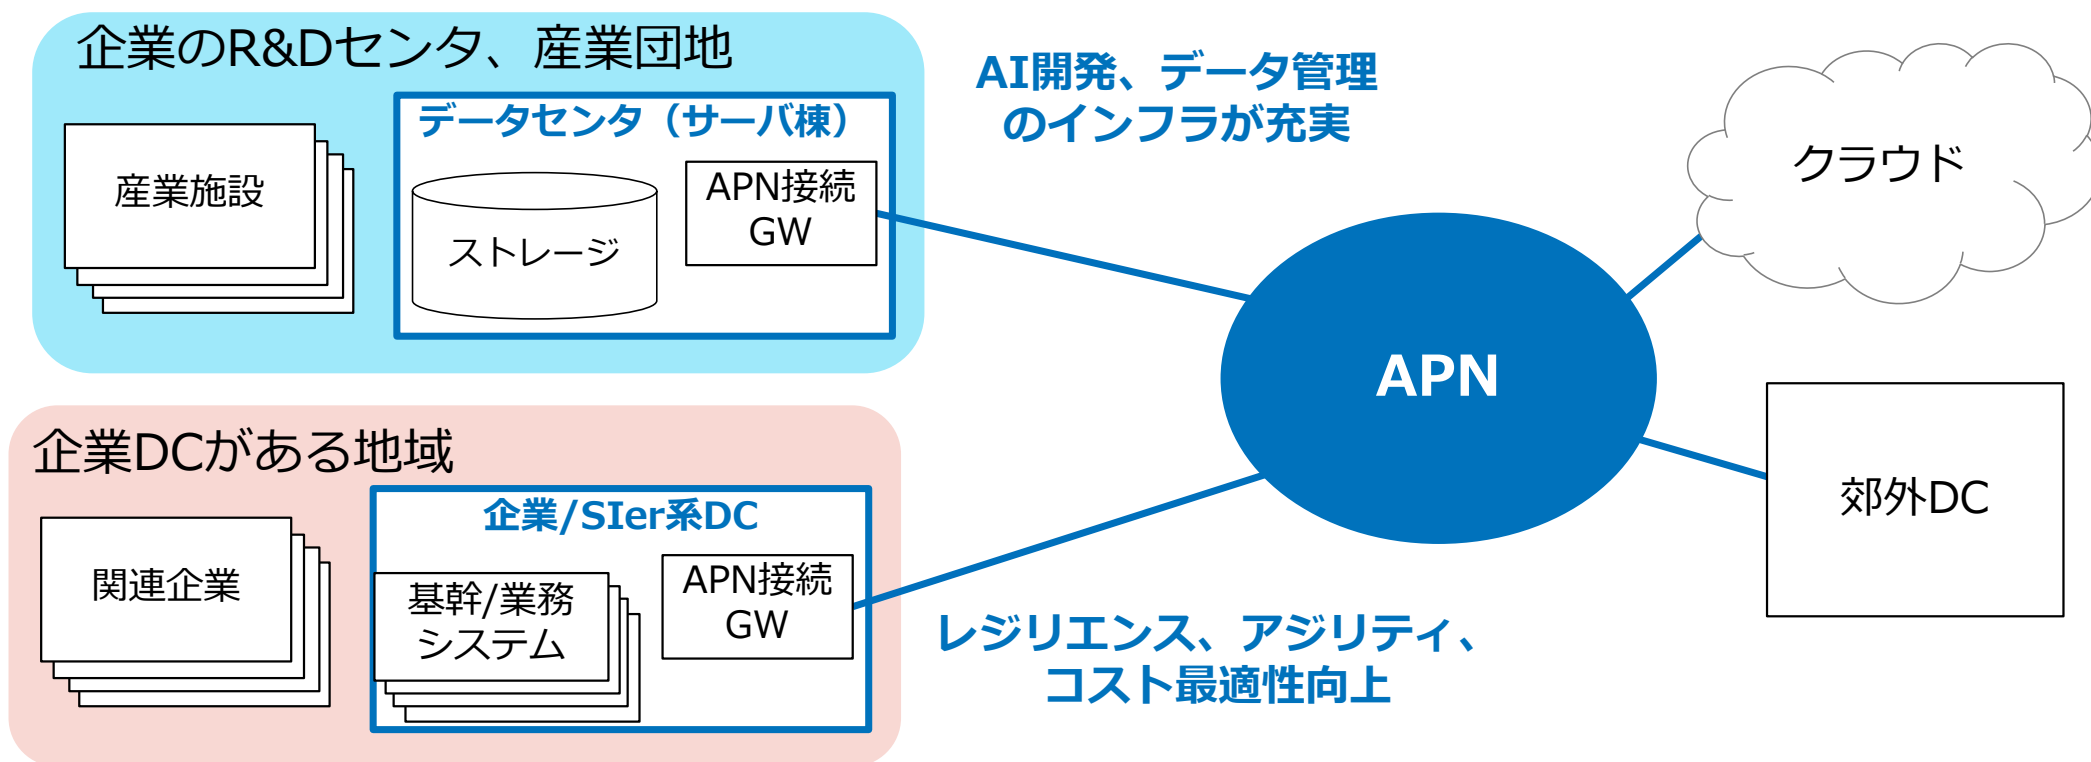 企業のR&Dセンタ、産業団地
データセンタ（サーバ棟）
産業施設
ストレージ
APN接続
GW
AI開発、データ管理
のインフラが充実
クラウド
APN
郊外DC
企業DCがある地域
企業/SIer系DC
関連企業
基幹/業務
システム
APN接続
GW
レジリエンス、アジリティ、
コスト最適性向上